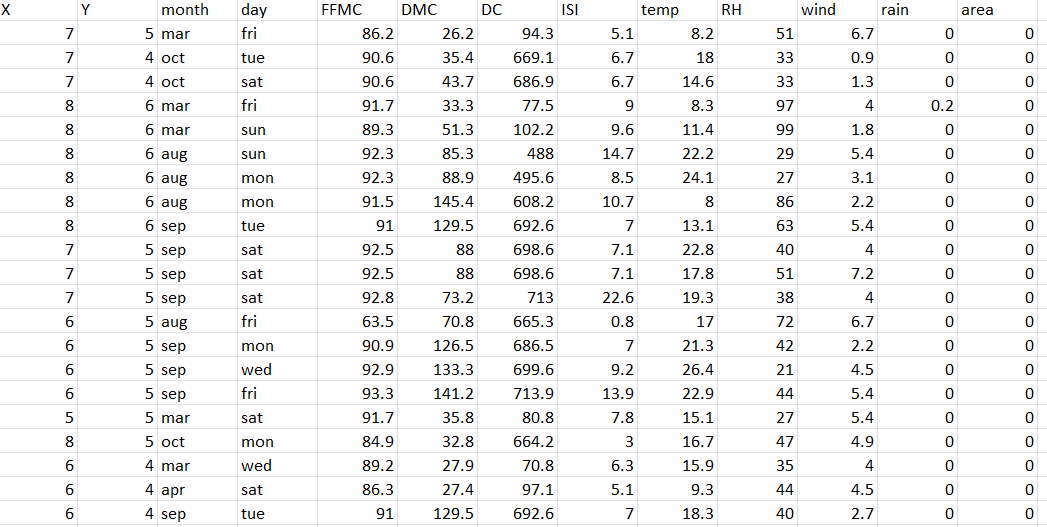 X Y month day FFMC DMC DC ISI temp RH wind rain area
7 5 mar fri 86.2 26.2 94.3 5.1 8.2 51 6.7 0 0
7 4 oct tue 90.6 35.4 669.1 6.7 18 33 0.9 0 0
7 4 oct sat 90.6 43.7 686.9 6.7 14.6 33 1.3 0 0
8 6 mar fri 91.7 33.3 77.5 9 8.3 97 4 0.2 0
8 6 mar sun 89.3 51.3 102.2 9.6 11.4 99 1.8 0 0
8 6 aug sun 92.3 85.3 488 14.7 22.2 29 5.4 0 0
8 6 aug mon 92.3 88.9 495.6 8.5 24.1 27 3.1 0 0
8 6 aug mon 91.5 145.4 608.2 10.7 8 86 2.2 0 0
8 6 sep tue 91 129.5 692.6 7 13.1 63 5.4 0 0
7 5 sep sat 92.5 88 698.6 7.1 22.8 40 4 0 0
7 5 sep sat 92.5 88 698.6 7.1 17.8 51 7.2 0 0
7 5 sep sat 92.8 73.2 713 22.6 19.3 38 4 0 0
6 5 aug fri 63.5 70.8 665.3 0.8 17 72 6.7 0 0
6 5 sep mon 90.9 126.5 686.5 7 21.3 42 2.2 0 0
6 5 sep wed 92.9 133.3 699.6 9.2 26.4 21 4.5 0 0
6 5 sep fri 93.3 141.2 713.9 13.9 22.9 44 5.4 0 0
5 5 mar sat 91.7 35.8 80.8 7.8 15.1 27 5.4 0 0
8 5 oct mon 84.9 32.8 664.2 3 16.7 47 4.9 0 0
6 4 mar wed 89.2 27.9 70.8 6.3 15.9 35 4 0 0
6 4 apr sat 86.3 27.4 97.1 5.1 9.3 44 4.5 0 0
6 4 sep tue 91 129.5 692.6 7 18.3 40 2.7 0 0